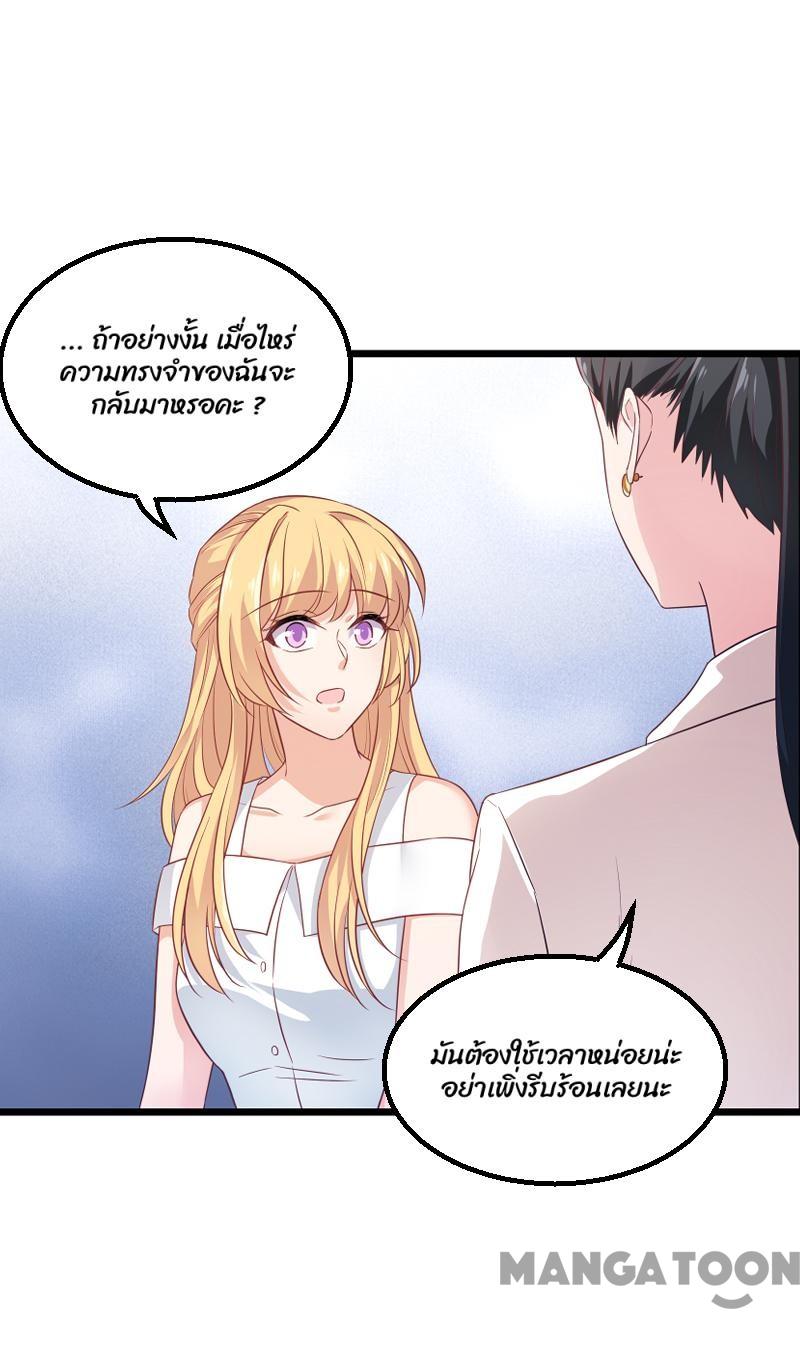 ... ถ้าอย่างงั้น เมื่อไหร่
ความทรงจำของฉันจะ
กลับมาหรอคะ ?
มันต้องใช้เวลาหน่อยน่ะ
อย่าเพิ่งรีบร้อนเลยนะ
MANGATOON